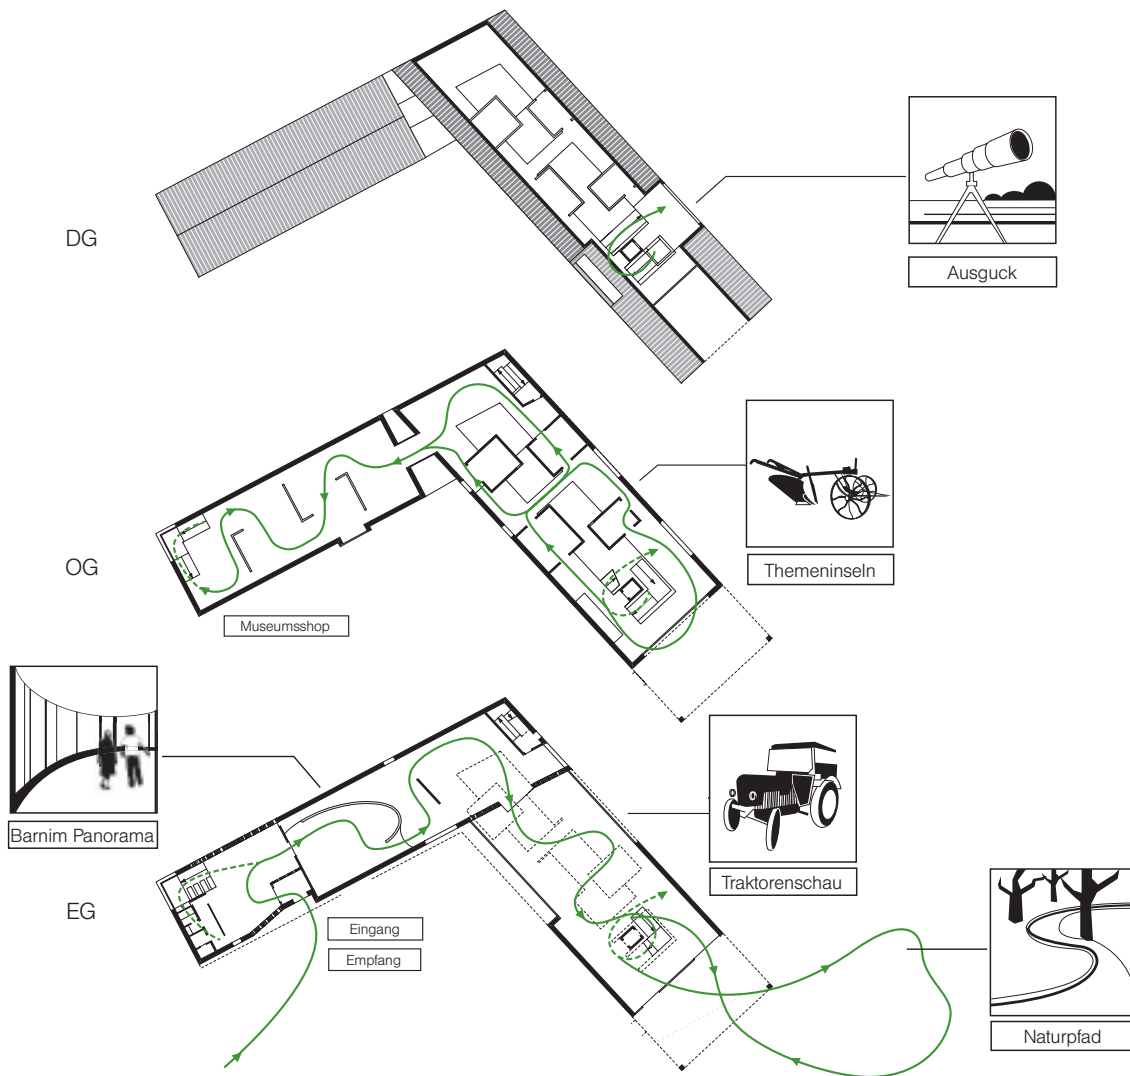 DG
Ausguck
OG
Themeninseln
Museumsshop
Barnim Panorama
Traktorenschau
EG
Eingang
Empfang
Naturpfad